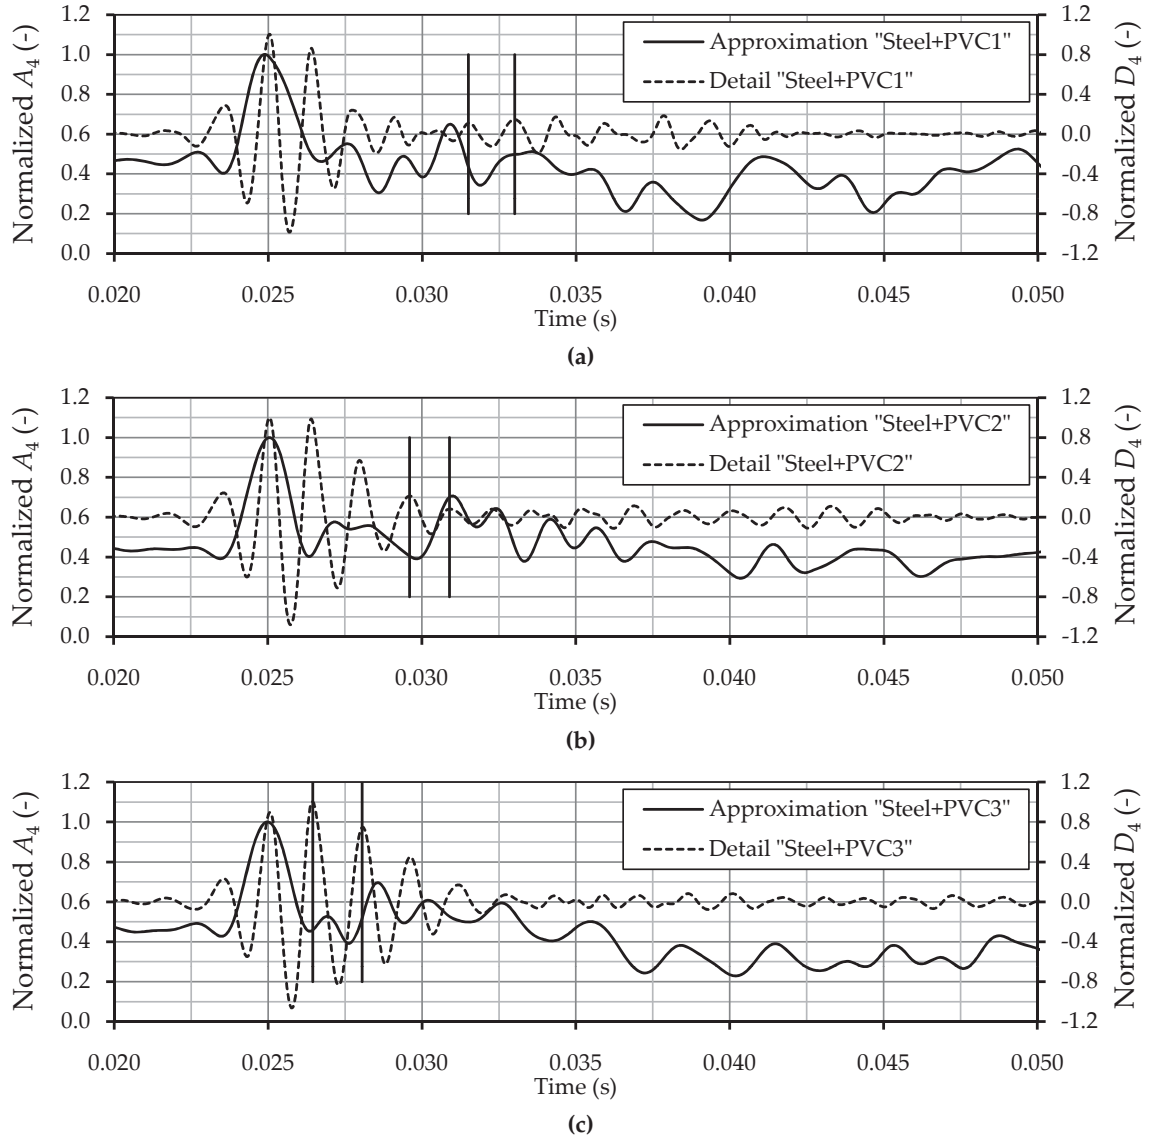 Normalized A4 (-)
1.2
1.0
0.8
0.6
0.4
0.2
0.0
Approximation "Steel+PVC1"
Detail "Steel+PVC1"
1.2
0.8
0.4
0.0
-0.4
-0.8
-1.2
Normalized D4 (-)
0.020 0.025 0.030 0.035 0.040 0.045 0.050
Time (s)
(a)
Normalized A4 (-)
1.2
1.0
0.8
0.6
0.4
0.2
0.0
Approximation "Steel+PVC2"
Detail "Steel+PVC2"
1.2
0.8
0.4
0.0
-0.4
-0.8
-1.2
Normalized D4 (-)
0.020 0.025 0.030 0.035 0.040 0.045 0.050
Time (s)
(b)
Normalized A4 (-)
1.2
1.0
0.8
0.6
0.4
0.2
0.0
Approximation "Steel+PVC3"
Detail "Steel+PVC3"
1.2
0.8
0.4
0.0
-0.4
-0.8
-1.2
Normalized D4 (-)
0.020 0.025 0.030 0.035 0.040 0.045 0.050
Time (s)
(c)